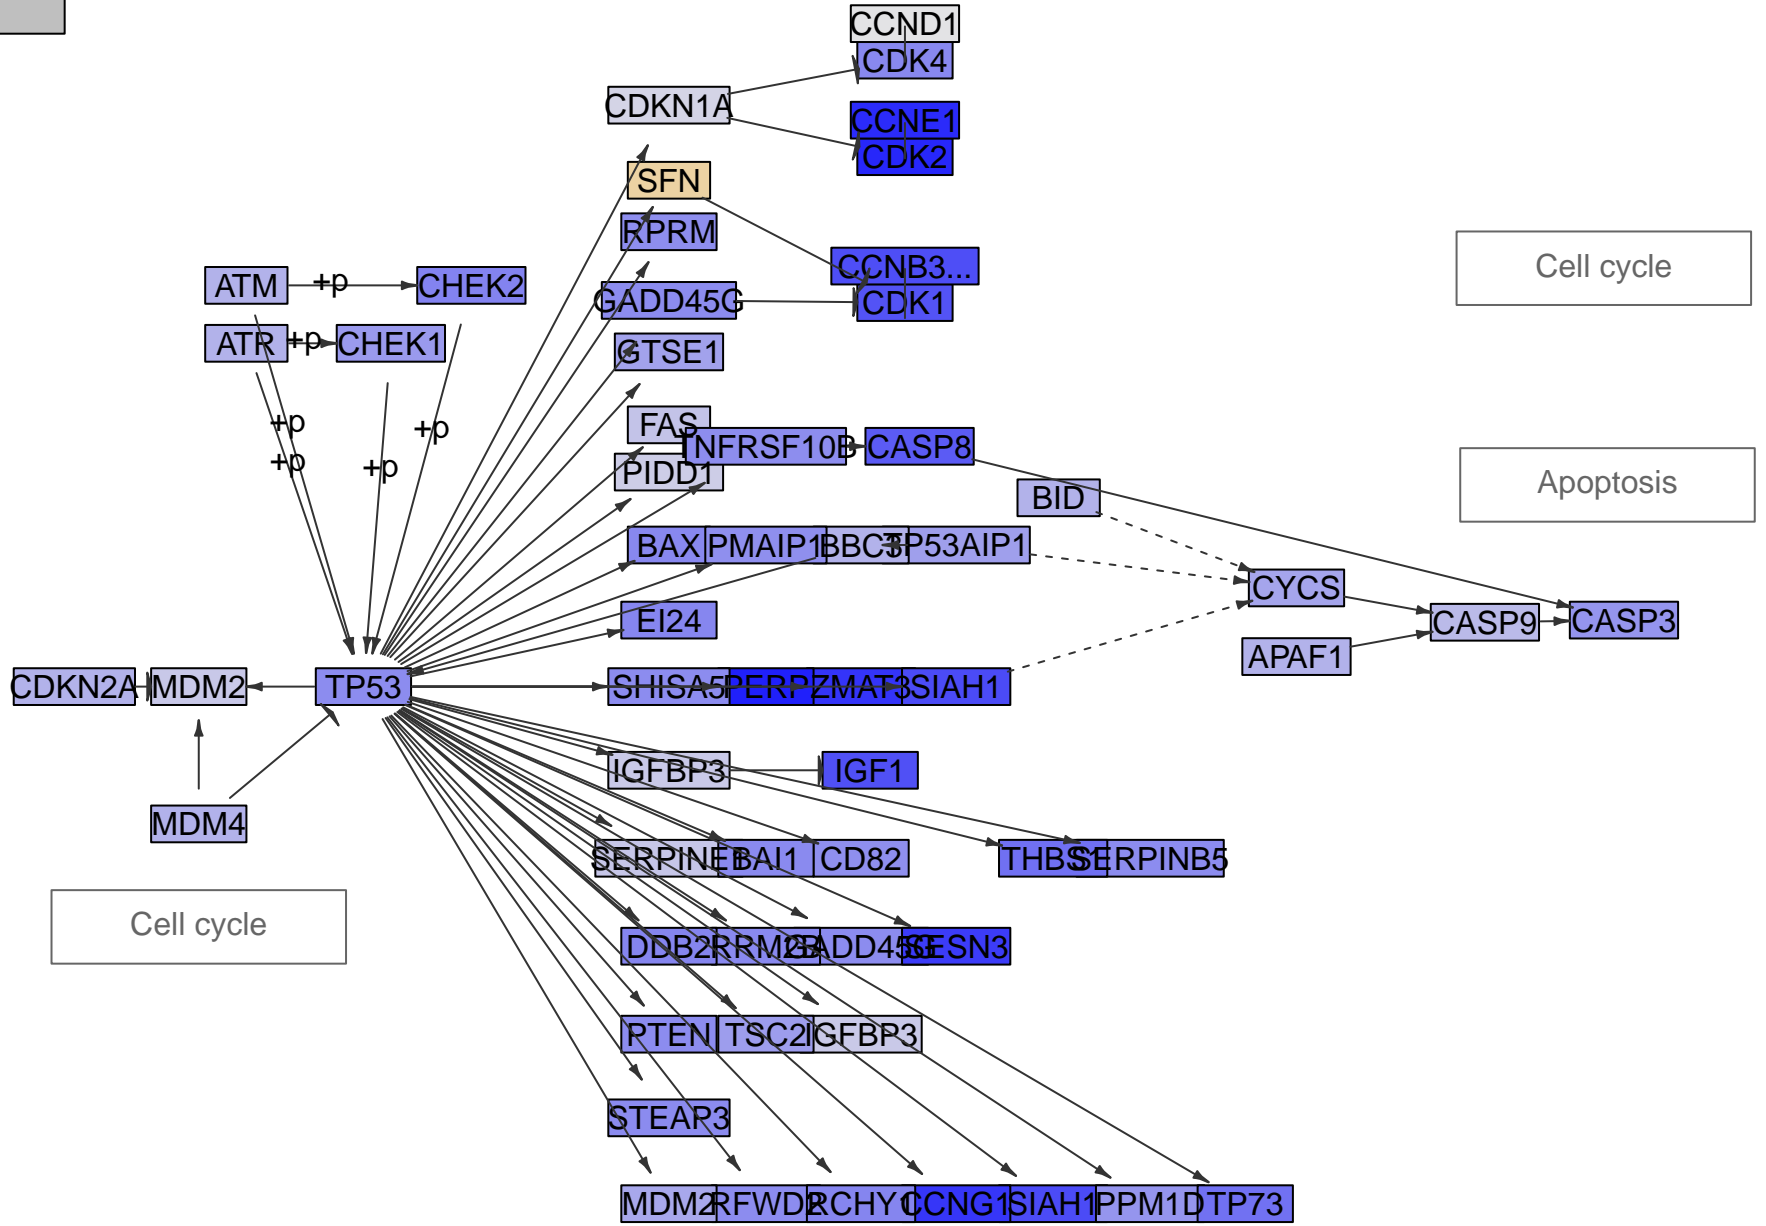 CCND1
CDK4
CDKN1A
CCNE1
CDK2
SFN
RPRM
CCNB3...
Cell cycle
ATM
+p
CHEK2
GADD45G
CDK1
ATR
+p
CHEK1
GTSE1
+p
+p
FAS
TNFRSF10B
CASP8
+p
+p
PIDD1
Apoptosis
BID
BAX
PMAIP1
BBC3
TP53AIP1
CYCS
EI24
CASP9
CASP3
APAF1
CDKN2A
MDM2
TP53
SHISA5
PERP
ZMAT3
SIAH1
IGFBP3
IGF1
MDM4
SERPINE1
BAI1
CD82
THBS1
SERPINB5
Cell cycle
DDB2
RRM2B
GADD45G
SESN3
PTEN
TSC2
IGFBP3
STEAP3
MDM2
RFWD2
RCHY1
CCNG1
SIAH1
PPM1D
TP73